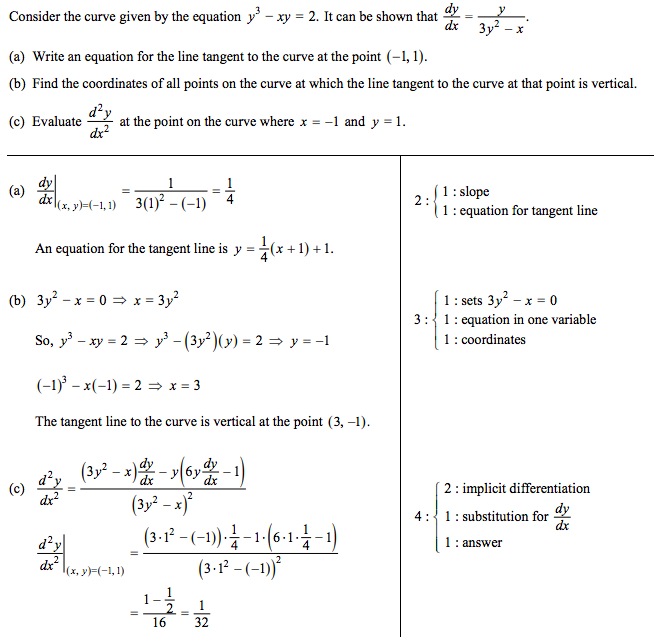 Consider the curve given by the equation y³ − xy = 2. It can be shown that dy/dx = y/(3y² − x).
(a) Write an equation for the line tangent to the curve at the point (−1, 1).
(b) Find the coordinates of all points on the curve at which the line tangent to the curve at that point is vertical.
(c) Evaluate d²y/dx² at the point on the curve where x = −1 and y = 1.
(a) dy/dx|(x, y)=(−1, 1) = 1/(3(1)² − (−1)) = 1/4
An equation for the tangent line is y = 1/4(x + 1) + 1.
2 : { 1 : slope
1 : equation for tangent line
(b) 3y² − x = 0 ⇒ x = 3y²
So, y³ − xy = 2 ⇒ y³ − (3y²)(y) = 2 ⇒ y = −1
(−1)³ − x(−1) = 2 ⇒ x = 3
The tangent line to the curve is vertical at the point (3, −1).
3 : { 1 : sets 3y² − x = 0
1 : equation in one variable
1 : coordinates
(c) d²y/dx² = ((3y² − x) dy/dx − y(6y dy/dx − 1))/(3y² − x)²
d²y/dx²|(x, y)=(−1, 1) = ((3·1² − (−1))·1/4 − 1·(6·1·1/4 − 1))/(3·1² − (−1))²
= (1 − 1/2)/16 = 1/32
4 : { 2 : implicit differentiation
1 : substitution for dy/dx
1 : answer